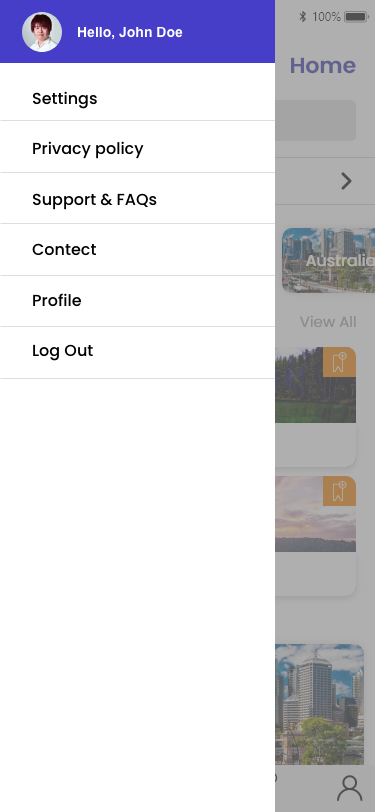 100%
Hello, John Doe
Home
Settings
Privacy policy
Support & FAQs
Contect
Australia
Profile
View All
Log Out